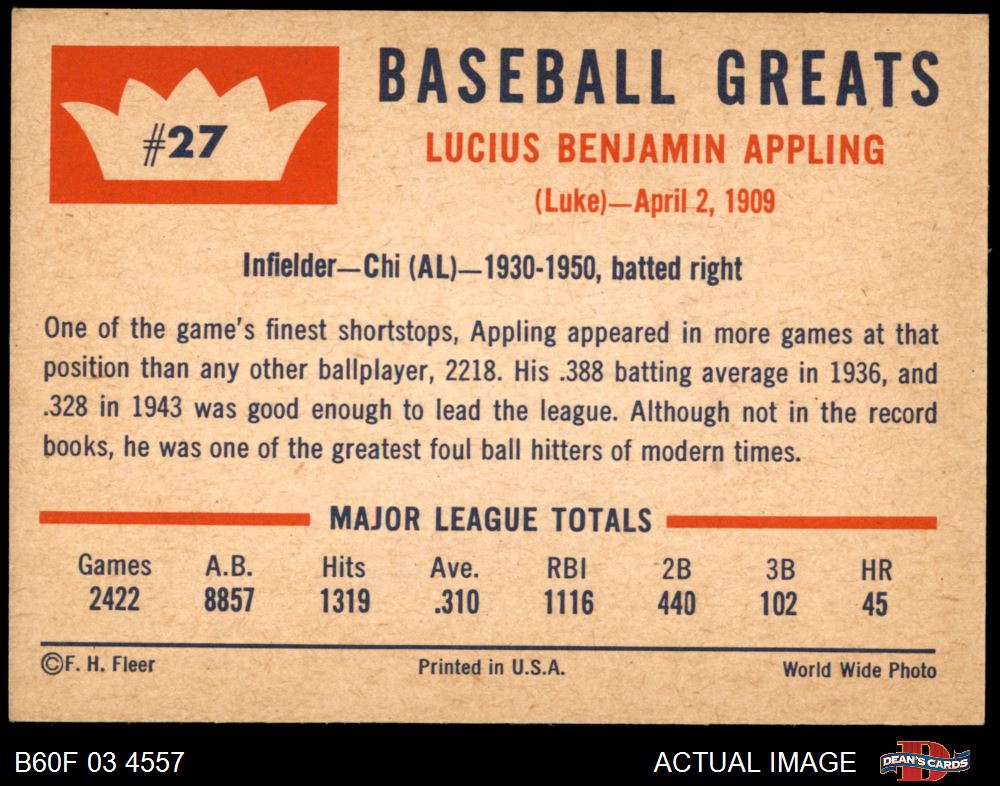 #27
BASEBALL GREATS
LUCIUS BENJAMIN APPLING
(Luke)—April 2, 1909
Infielder—Chi (AL)—1930-1950, batted right
One of the game's finest shortstops, Appling appeared in more games at that
position than any other ballplayer, 2218. His .388 batting average in 1936, and
.328 in 1943 was good enough to lead the league. Although not in the record
books, he was one of the greatest foul ball hitters of modern times.
MAJOR LEAGUE TOTALS
Games A.B. Hits Ave. RBI 2B 3B HR
2422 8857 1319 .310 1116 440 102 45
©F. H. Fleer Printed in U.S.A. World Wide Photo
B60F 03 4557 ACTUAL IMAGE DEAN'S CARDS